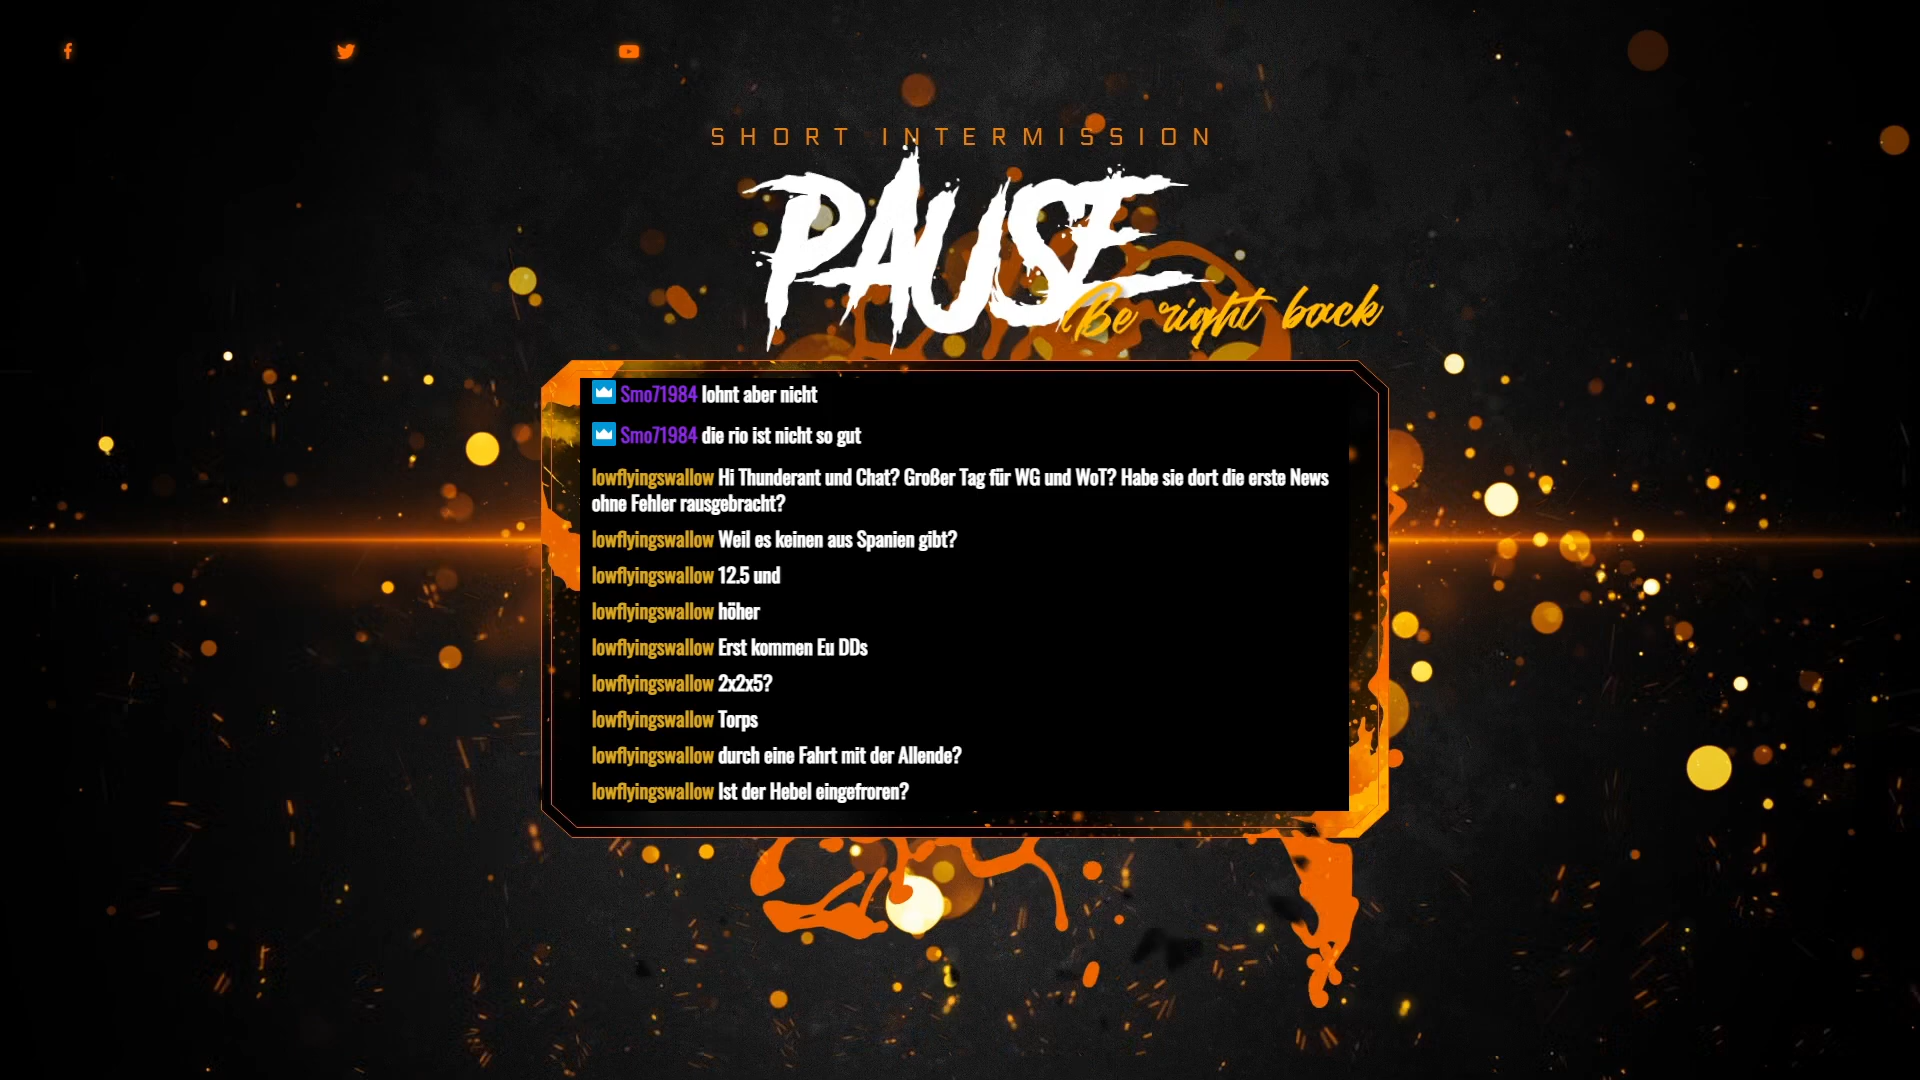 SHORT INTERMISSION
PAUSE
Be right back
Smo71984 lohnt aber nicht
Smo71984 die rio ist nicht so gut
lowflyingswallow Hi Thunderant und Chat? Großer Tag für WG und WoT? Habe sie dort die erste News
ohne Fehler rausgebracht?
lowflyingswallow Weil es keinen aus Spanien gibt?
lowflyingswallow 12.5 und
lowflyingswallow höher
lowflyingswallow Erst kommen Eu DDs
lowflyingswallow 2x2x5?
lowflyingswallow Torps
lowflyingswallow durch eine Fahrt mit der Allende?
lowflyingswallow Ist der Hebel eingefroren?